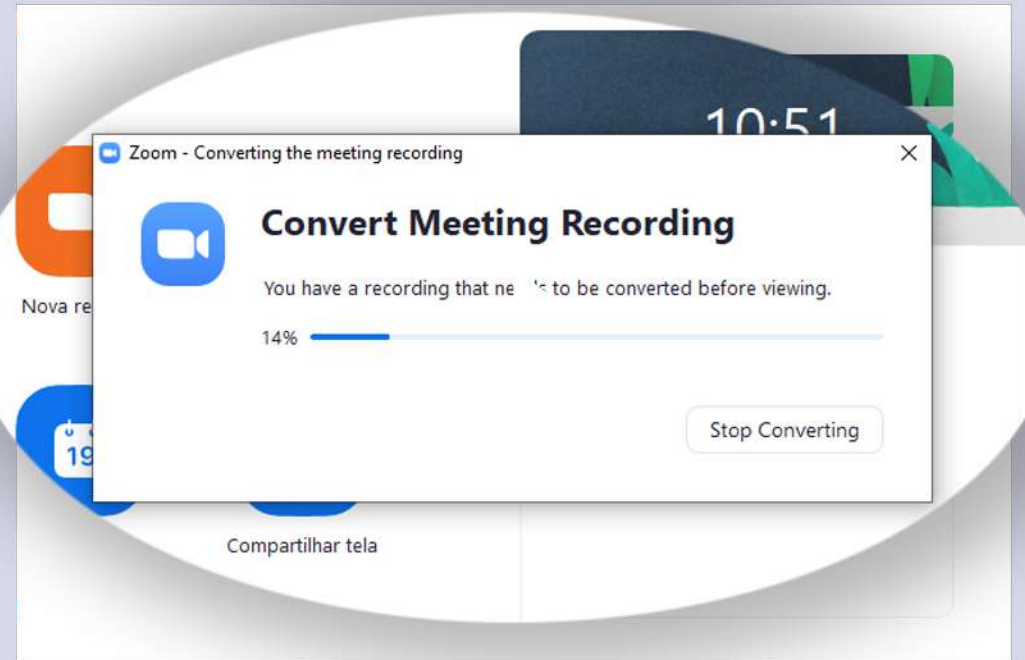 10:51
Zoom - Converting the meeting recording
Convert Meeting Recording
You have a recording that ne s to be converted before viewing.
14%
Stop Converting
Nova re
19
Compartilhar tela